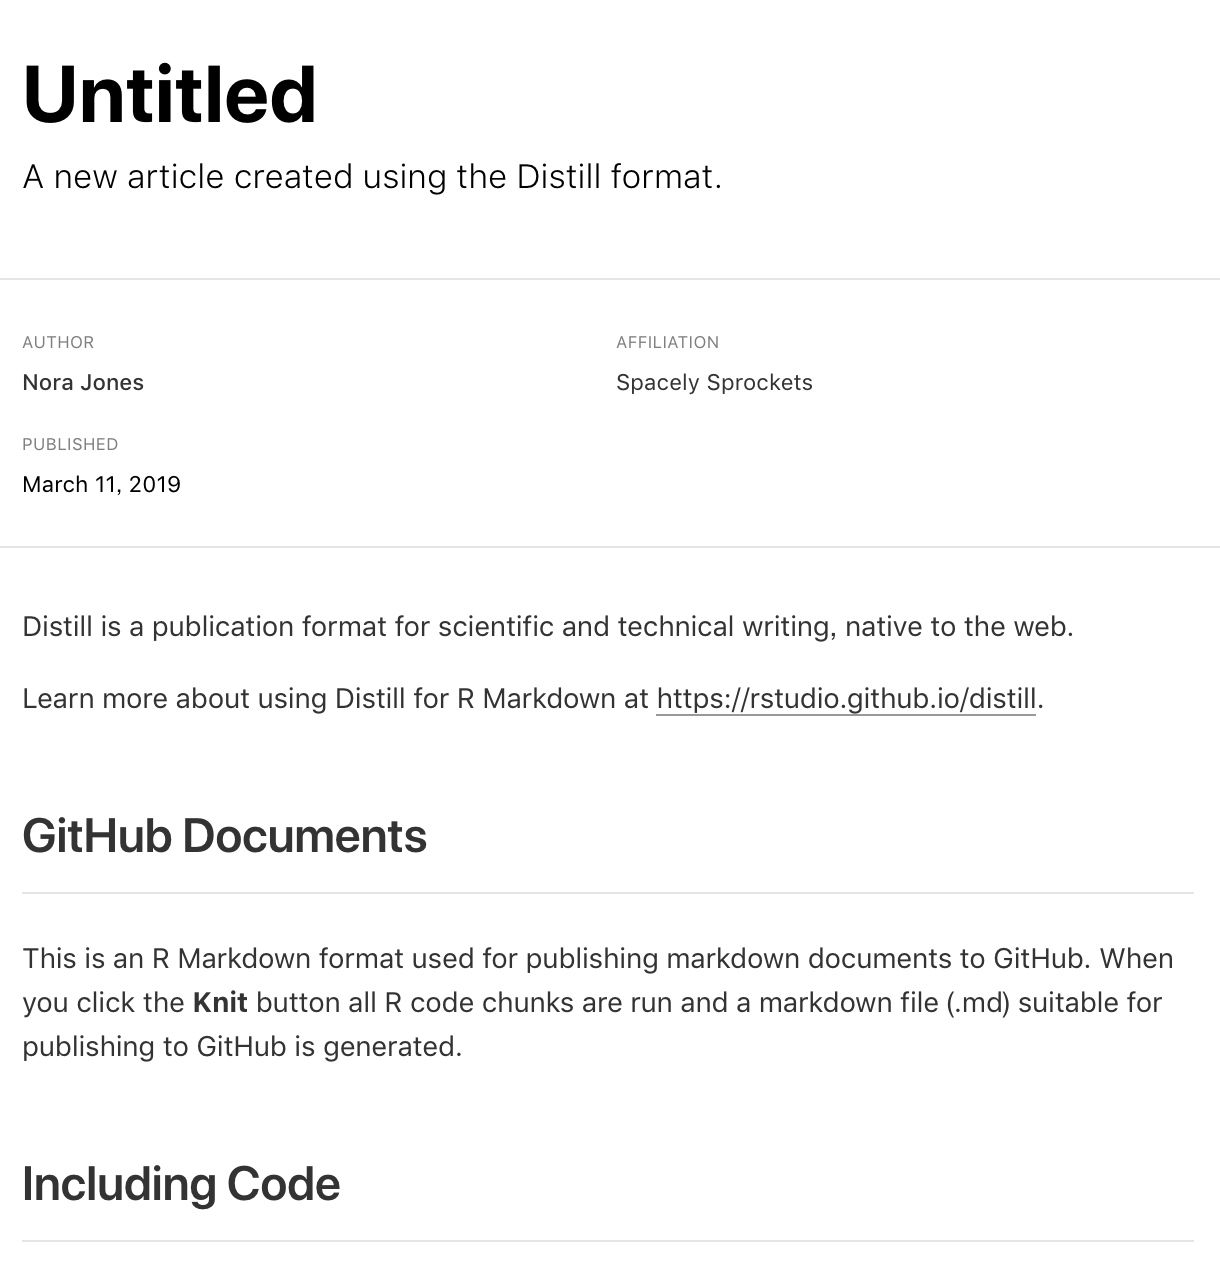 Untitled
A new article created using the Distill format.
AUTHOR
AFFILIATION
Nora Jones
Spacely Sprockets
PUBLISHED
March 11, 2019
Distill is a publication format for scientific and technical writing, native to the web.
Learn more about using Distill for R Markdown at https://rstudio.github.io/distill.
GitHub Documents
This is an R Markdown format used for publishing markdown documents to GitHub. When
you click the Knit button all R code chunks are run and a markdown file (.md) suitable for
publishing to GitHub is generated.
Including Code